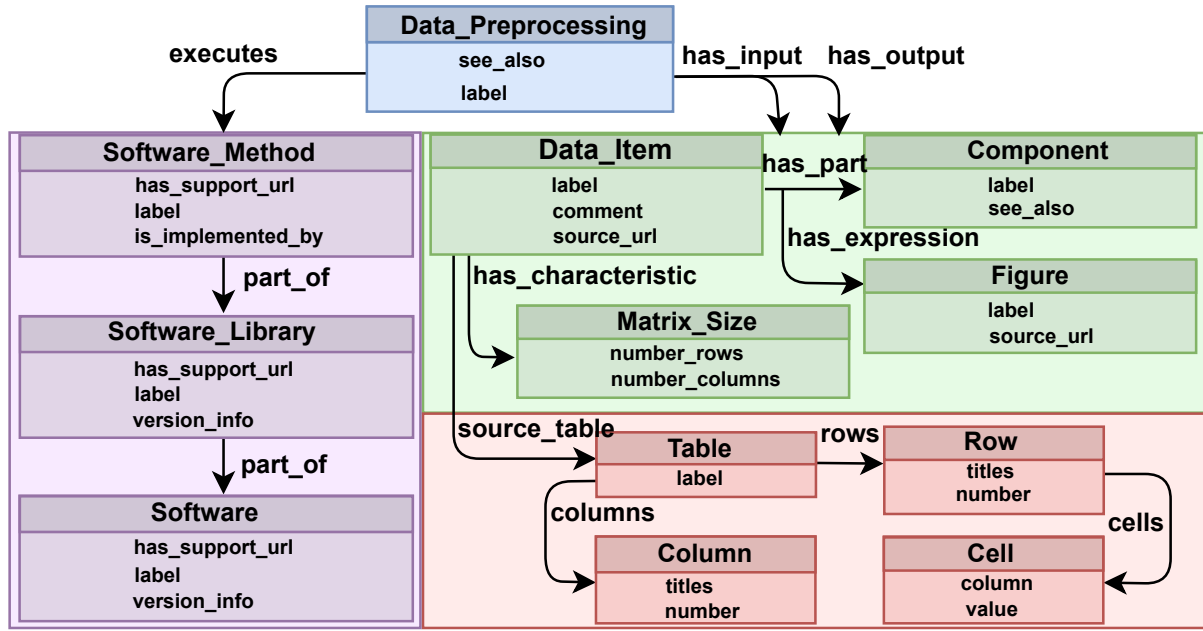 Data_Preprocessing
see_also
label
executes
has_input
has_output
Software_Method
has_support_url
label
is_implemented_by
part_of
Software_Library
has_support_url
label
version_info
part_of
Software
has_support_url
label
version_info
Data_Item
label
comment
source_url
has_part
Component
label
see_also
has_expression
Figure
label
source_url
has_characteristic
Matrix_Size
number_rows
number_columns
source_table
Table
label
rows
Row
titles
number
columns
Column
titles
number
cells
Cell
column
value